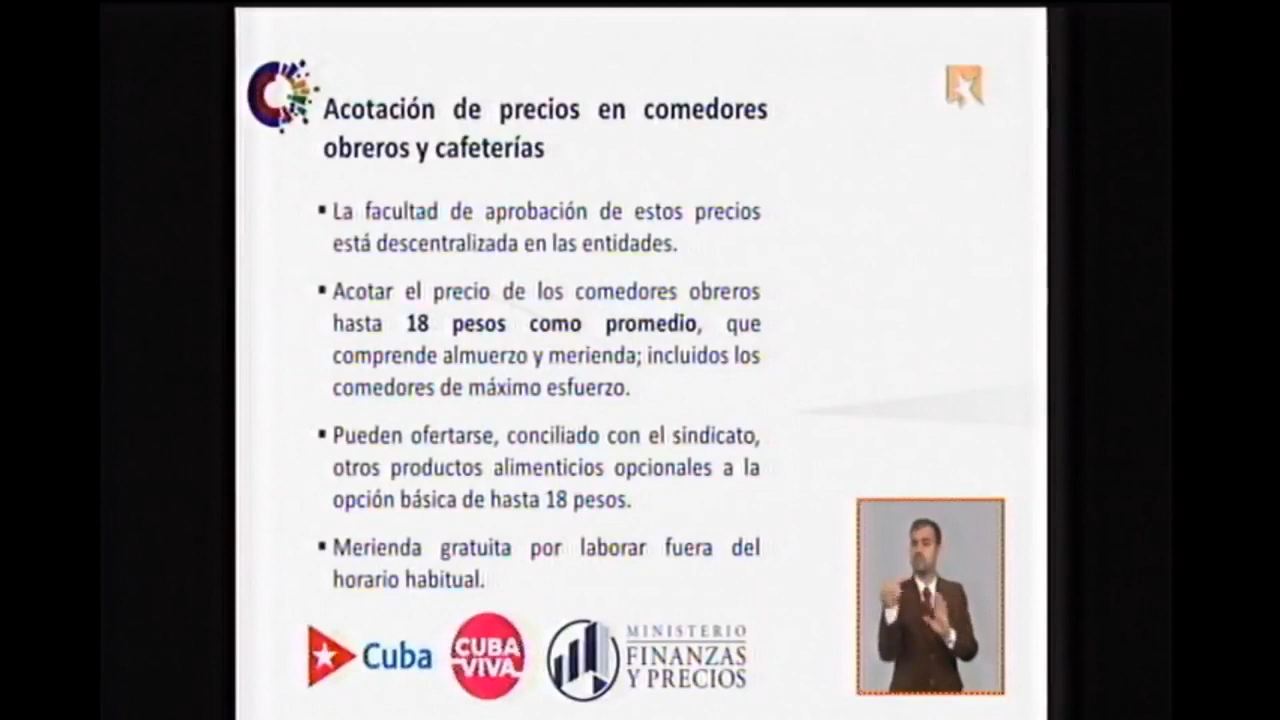 Acotación de precios en comedores
obreros y cafeterías
▪ La facultad de aprobación de estos precios
está descentralizada en las entidades.
▪ Acotar el precio de los comedores obreros
hasta 18 pesos como promedio, que
comprende almuerzo y merienda; incluidos los
comedores de máximo esfuerzo.
▪ Pueden ofertarse, conciliado con el sindicato,
otros productos alimenticios opcionales a la
opción básica de hasta 18 pesos.
▪ Merienda gratuita por laborar fuera del
horario habitual.
Cuba
CUBA
VIVA
MINISTERIO
FINANZAS
Y PRECIOS